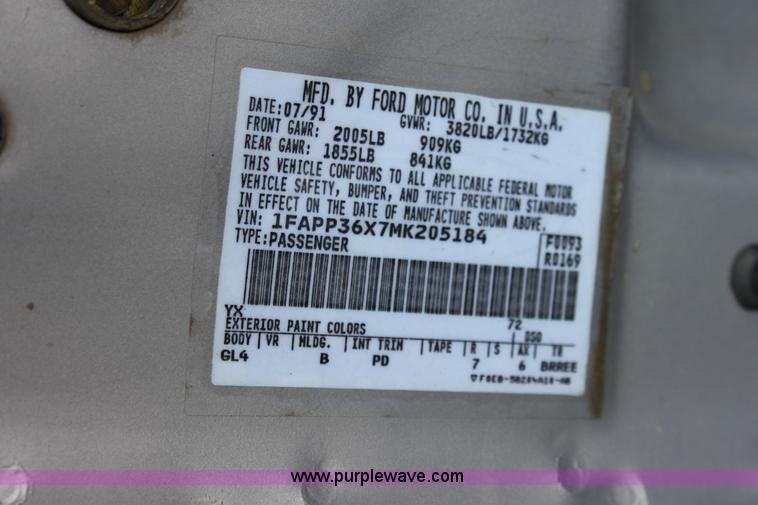 MFD. BY FORD MOTOR CO. IN U.S.A.
DATE: 07/91 GVWR: 3820LB/1732KG
FRONT GAWR: 2005LB 909KG
REAR GAWR: 1855LB 841KG
THIS VEHICLE CONFORMS TO ALL APPLICABLE FEDERAL MOTOR
VEHICLE SAFETY, BUMPER, AND THEFT PREVENTION STANDARDS
IN EFFECT ON THE DATE OF MANUFACTURE SHOWN ABOVE.
VIN: 1FAPP36X7MK205184 F0093
TYPE: PASSENGER R0169
YX 72
EXTERIOR PAINT COLORS DSO
BODY VR MLDG. INT TRIM TAPE R S AX TR
GL4 B PD 7 6 BRREE
www.purplewave.com